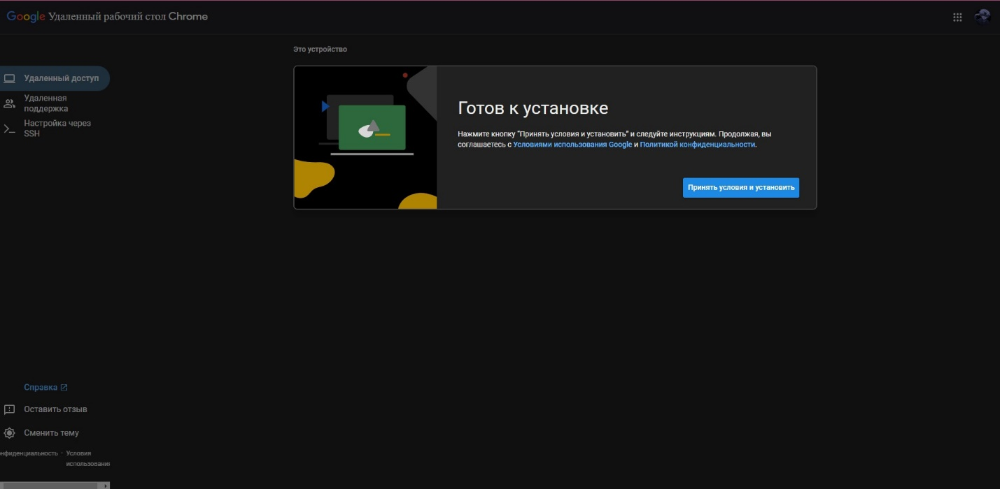 Google Удаленный рабочий стол Chrome
Это устройство
Удаленный доступ
Удаленная
поддержка
Настройка через
SSH
Готов к установке
Нажмите кнопку "Принять условия и установить" и следуйте инструкциям. Продолжая, вы
соглашаетесь с Условиями использования Google и Политикой конфиденциальности.
Принять условия и установить
Справка
Оставить отзыв
Сменить тему
нфиденциальность · Условия
использования